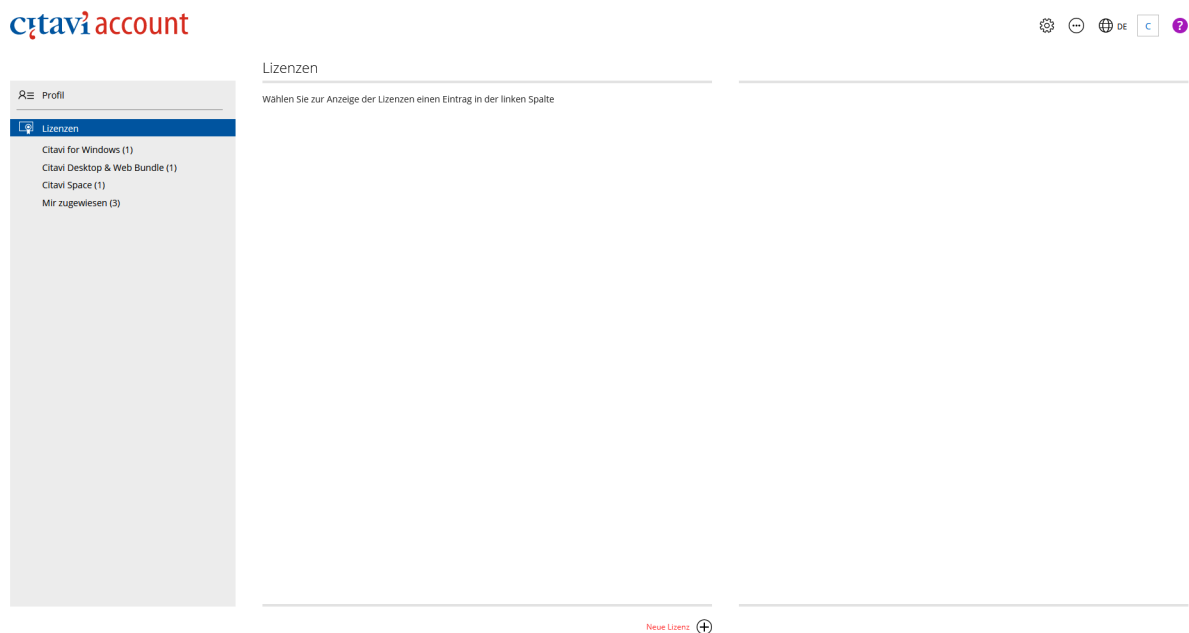 citavi account
DE
C
?
Lizenzen
Profil
Wählen Sie zur Anzeige der Lizenzen einen Eintrag in der linken Spalte
Lizenzen
Citavi for Windows (1)
Citavi Desktop & Web Bundle (1)
Citavi Space (1)
Mir zugewiesen (3)
Neue Lizenz